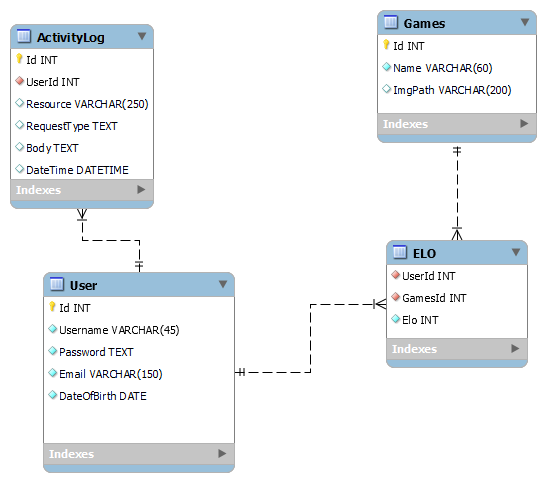 ActivityLog
Id INT
UserId INT
Resource VARCHAR(250)
RequestType TEXT
Body TEXT
DateTime DATETIME
Indexes
Games
Id INT
Name VARCHAR(60)
ImgPath VARCHAR(200)
Indexes
User
Id INT
Username VARCHAR(45)
Password TEXT
Email VARCHAR(150)
DateOfBirth DATE
Indexes
ELO
UserId INT
GamesId INT
Elo INT
Indexes